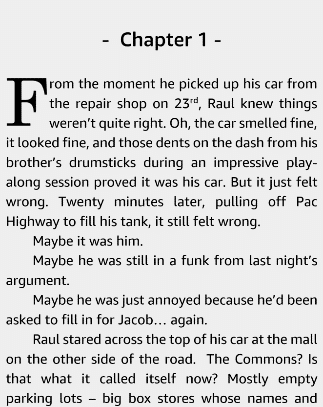 - Chapter 1 -
From the moment he picked up his car from
the repair shop on 23rd, Raul knew things
weren't quite right. Oh, the car smelled fine,
it looked fine, and those dents on the dash from his
brother's drumsticks during an impressive play-
along session proved it was his car. But it just felt
wrong. Twenty minutes later, pulling off Pac
Highway to fill his tank, it still felt wrong.
Maybe it was him.
Maybe he was still in a funk from last night's
argument.
Maybe he was just annoyed because he'd been
asked to fill in for Jacob… again.
Raul stared across the top of his car at the mall
on the other side of the road. The Commons? Is
that what it called itself now? Mostly empty
parking lots – big box stores whose names and